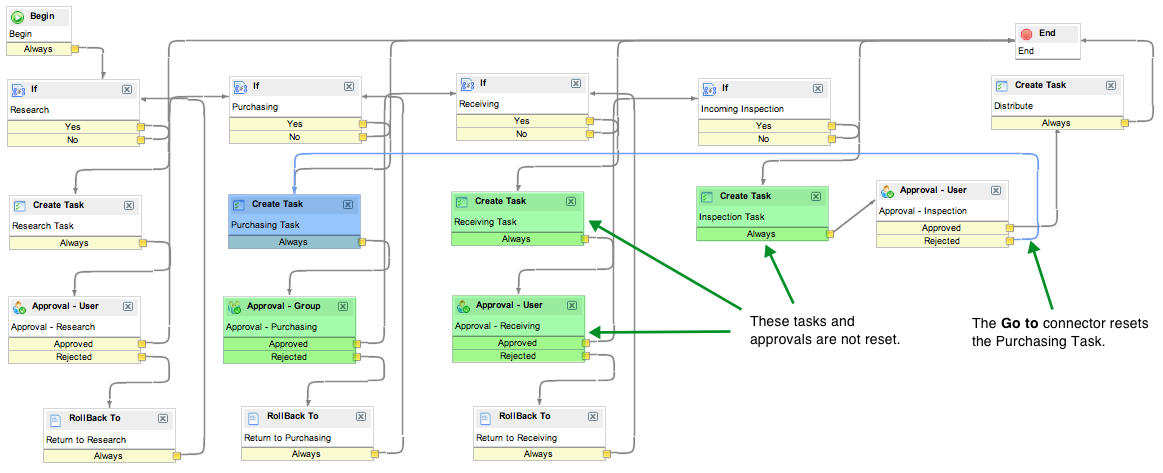 Begin
Begin
Always
End
End
If
Research
Yes
No
If
Purchasing
Yes
No
If
Receiving
Yes
No
If
Incoming Inspection
Yes
No
Create Task
Distribute
Always
Create Task
Research Task
Always
Create Task
Purchasing Task
Always
Create Task
Receiving Task
Always
Create Task
Inspection Task
Always
Approval - User
Approval - Inspection
Approved
Rejected
Approval - User
Approval - Research
Approved
Rejected
Approval - Group
Approval - Purchasing
Approved
Rejected
Approval - User
Approval - Receiving
Approved
Rejected
These tasks and
approvals are not reset.
The Go to connector resets
the Purchasing Task.
RollBack To
Return to Research
Always
RollBack To
Return to Purchasing
Always
RollBack To
Return to Receiving
Always